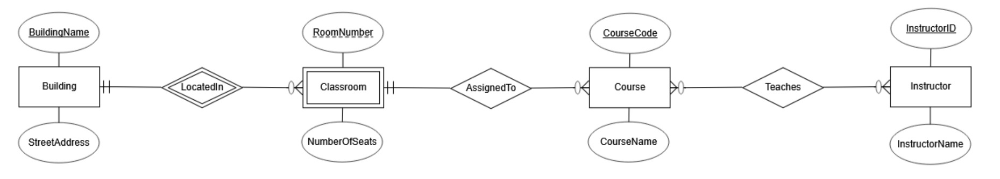 BuildingName
RoomNumber
CourseCode
InstructorID
Building
LocatedIn
Classroom
AssignedTo
Course
Teaches
Instructor
StreetAddress
NumberOfSeats
CourseName
InstructorName